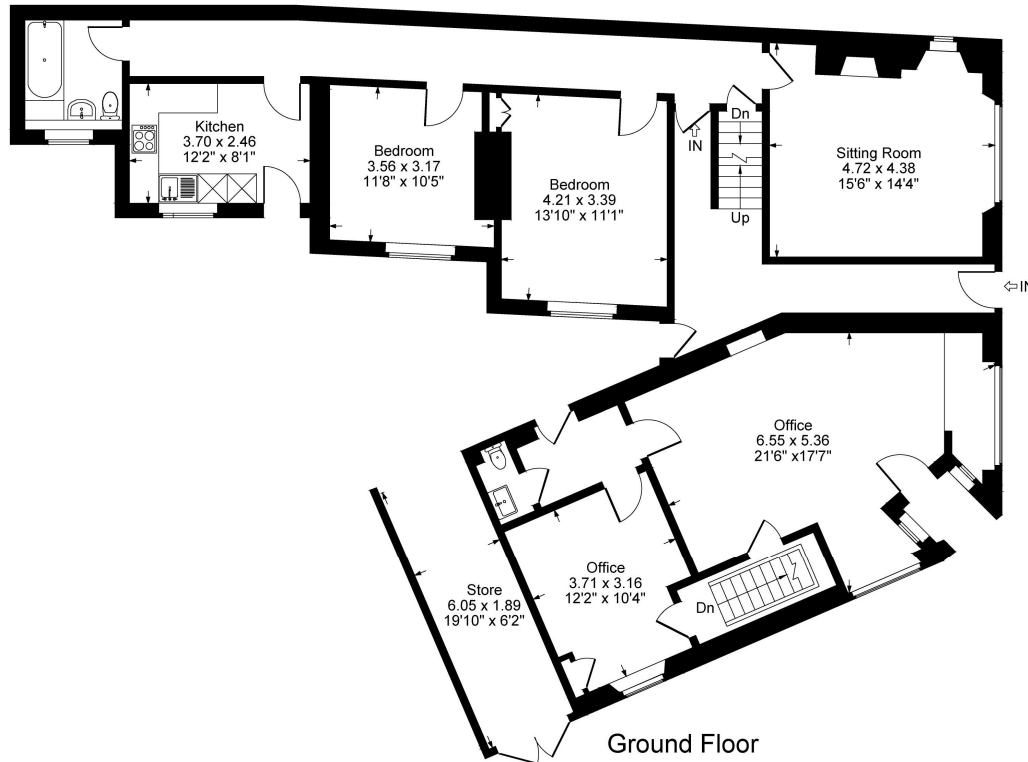 Kitchen
3.70 x 2.46
12'2" x 8'1"
Bedroom
3.56 x 3.17
11'8" x 10'5"
Bedroom
4.21 x 3.39
13'10" x 11'1"
IN
Dn
Up
Sitting Room
4.72 x 4.38
15'6" x 14'4"
IN
Office
6.55 x 5.36
21'6" x17'7"
Office
3.71 x 3.16
12'2" x 10'4"
Dn
Store
6.05 x 1.89
19'10" x 6'2"
Ground Floor